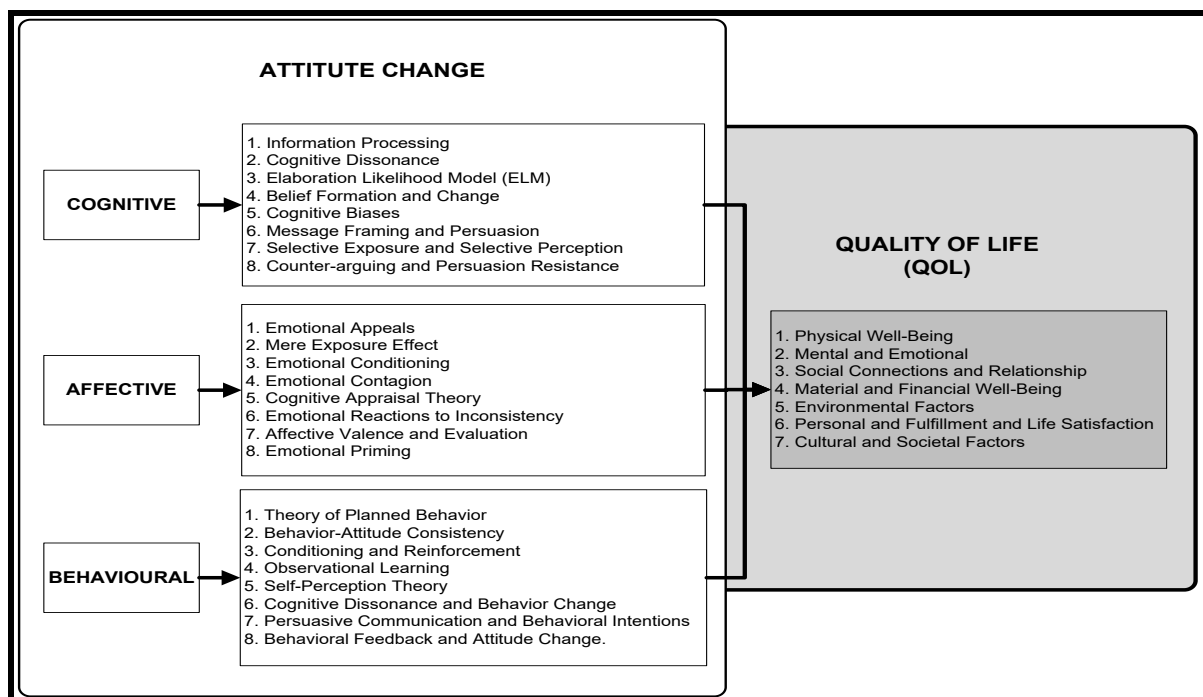 ATTITUTE CHANGE
COGNITIVE
1. Information Processing
2. Cognitive Dissonance
3. Elaboration Likelihood Model (ELM)
4. Belief Formation and Change
5. Cognitive Biases
6. Message Framing and Persuasion
7. Selective Exposure and Selective Perception
8. Counter-arguing and Persuasion Resistance
AFFECTIVE
1. Emotional Appeals
2. Mere Exposure Effect
3. Emotional Conditioning
4. Emotional Contagion
5. Cognitive Appraisal Theory
6. Emotional Reactions to Inconsistency
7. Affective Valence and Evaluation
8. Emotional Priming
BEHAVIOURAL
1. Theory of Planned Behavior
2. Behavior-Attitude Consistency
3. Conditioning and Reinforcement
4. Observational Learning
5. Self-Perception Theory
6. Cognitive Dissonance and Behavior Change
7. Persuasive Communication and Behavioral Intentions
8. Behavioral Feedback and Attitude Change.
QUALITY OF LIFE
(QOL)
1. Physical Well-Being
2. Mental and Emotional
3. Social Connections and Relationship
4. Material and Financial Well-Being
5. Environmental Factors
6. Personal and Fulfillment and Life Satisfaction
7. Cultural and Societal Factors